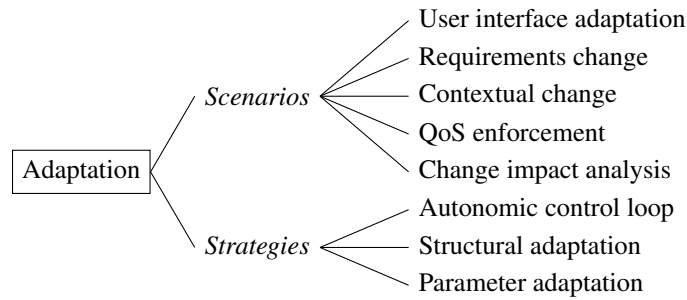 User interface adaptation
Requirements change
Scenarios
Contextual change
QoS enforcement
Change impact analysis
Adaptation
Autonomic control loop
Strategies
Structural adaptation
Parameter adaptation